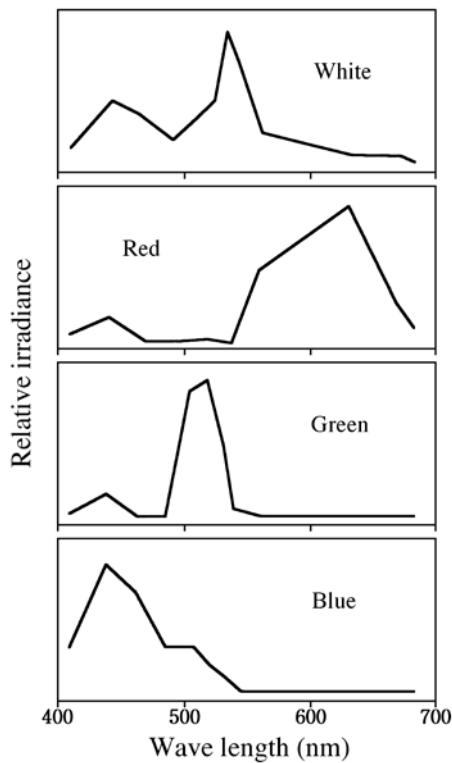 White
Red
Green
Blue
Relative irradiance
400 500 600 700
Wave length (nm)